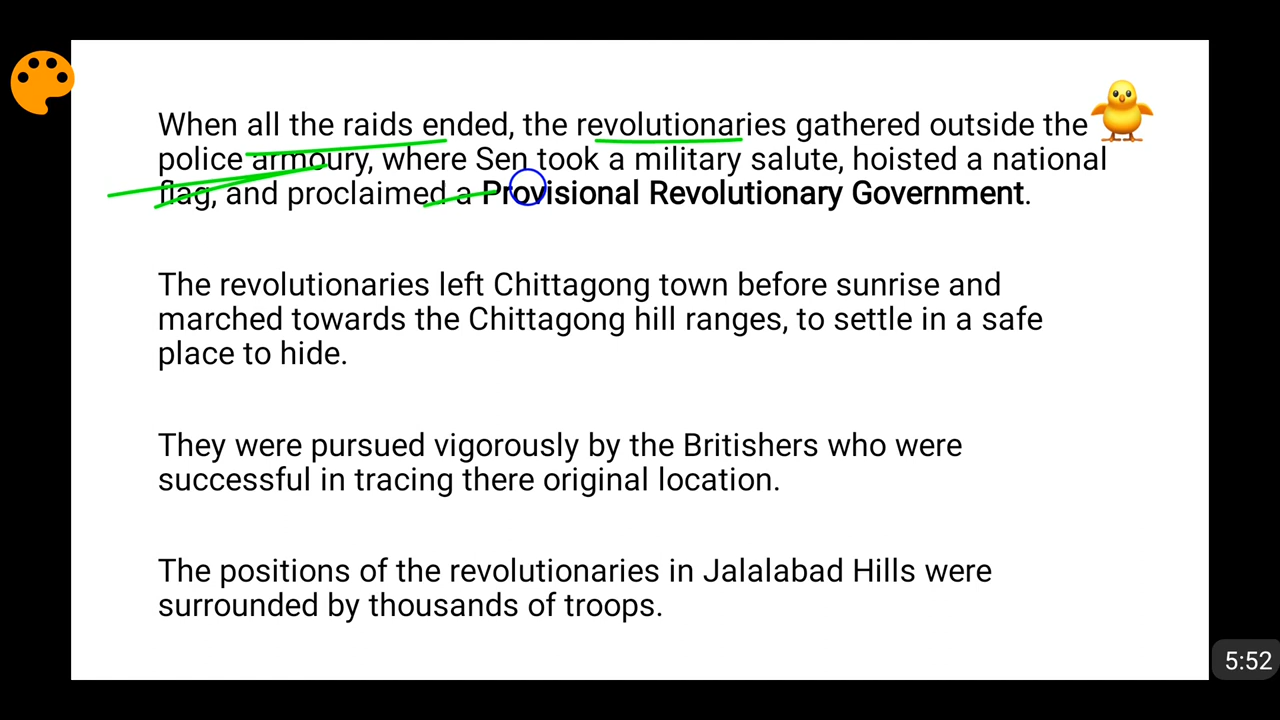 When all the raids ended, the revolutionaries gathered outside the
police armoury, where Sen took a military salute, hoisted a national
flag, and proclaimed a Provisional Revolutionary Government.
The revolutionaries left Chittagong town before sunrise and
marched towards the Chittagong hill ranges, to settle in a safe
place to hide.
They were pursued vigorously by the Britishers who were
successful in tracing there original location.
The positions of the revolutionaries in Jalalabad Hills were
surrounded by thousands of troops.
5:52